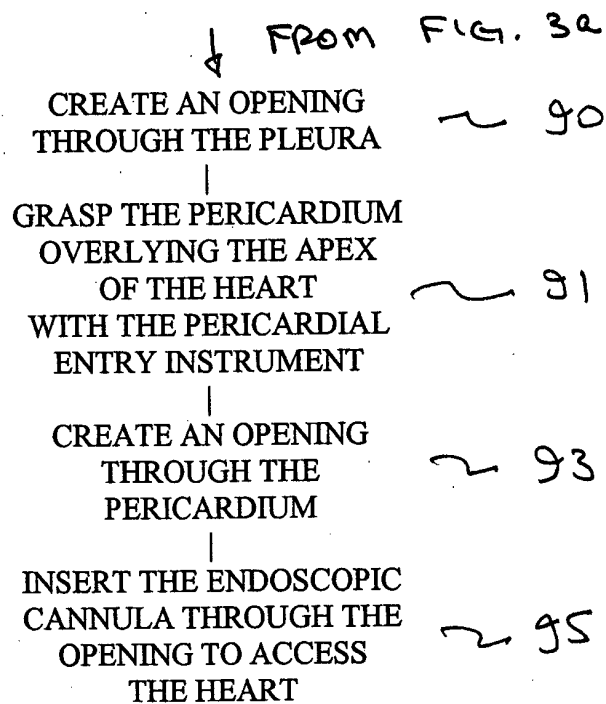 FROM FIG. 3a
CREATE AN OPENING
THROUGH THE PLEURA
90
GRASP THE PERICARDIUM
OVERLYING THE APEX
OF THE HEART
WITH THE PERICARDIAL
ENTRY INSTRUMENT
91
CREATE AN OPENING
THROUGH THE
PERICARDIUM
93
INSERT THE ENDOSCOPIC
CANNULA THROUGH THE
OPENING TO ACCESS
THE HEART
95